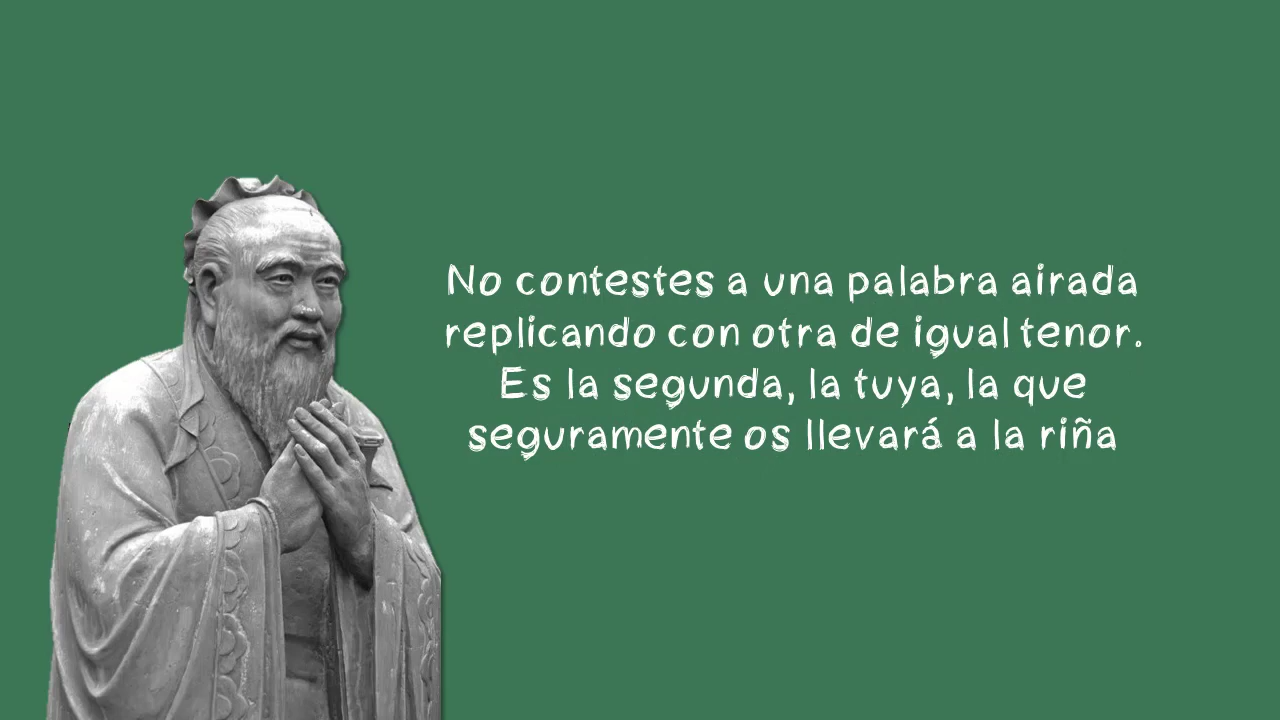 No contestes a una palabra airada
replicando con otra de igual tenor.
Es la segunda, la tuya, la que
seguramente os llevará a la riña